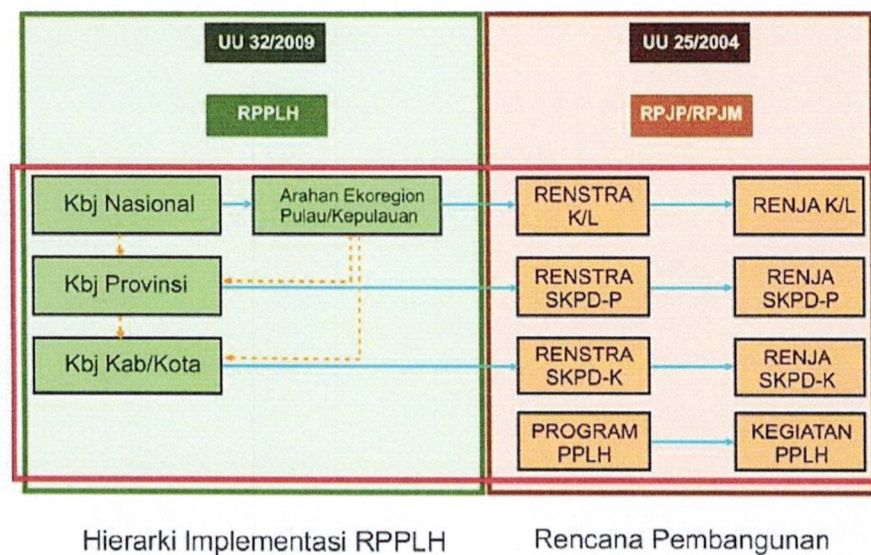 UU 32/2009
UU 25/2004
RPPLH
RPJP/RPJM
Kbj Nasional
Arahan Ekoregion
Pulau/Kepulauan
RENSTRA
K/L
RENJA K/L
Kbj Provinsi
RENSTRA
SKPD-P
RENJA
SKPD-P
Kbj Kab/Kota
RENSTRA
SKPD-K
RENJA
SKPD-K
PROGRAM
PPLH
KEGIATAN
PPLH
Hierarki Implementasi RPPLH
Rencana Pembangunan